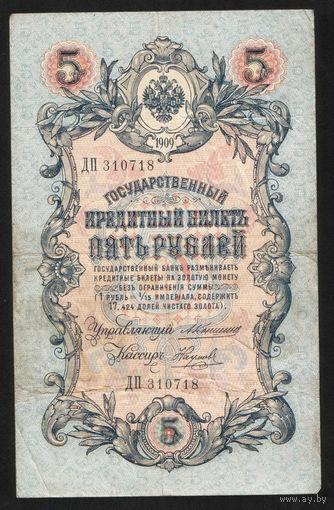 5 5
1909
ДП 310718
ГОСУДАРСТВЕННЫЙ
КРЕДИТНЫЙ БИЛЕТЪ
ПЯТЬ РУБЛЕЙ
ГОСУДАРСТВЕННЫЙ БАНКЪ РАЗМѢНИВАЕТЪ
КРЕДИТНЫЕ БИЛЕТЫ НА ЗОЛОТУЮ МОНЕТУ
БЕЗЪ ОГРАНИЧЕНІЯ СУММЫ
(1 РУБЛЬ = 1/15 ИМПЕРІАЛА, СОДЕРЖИТЪ
17,424 ДОЛЕЙ ЧИСТАГО ЗОЛОТА).
Управляющій
Кассиръ
ДП 310718
5
ay.by